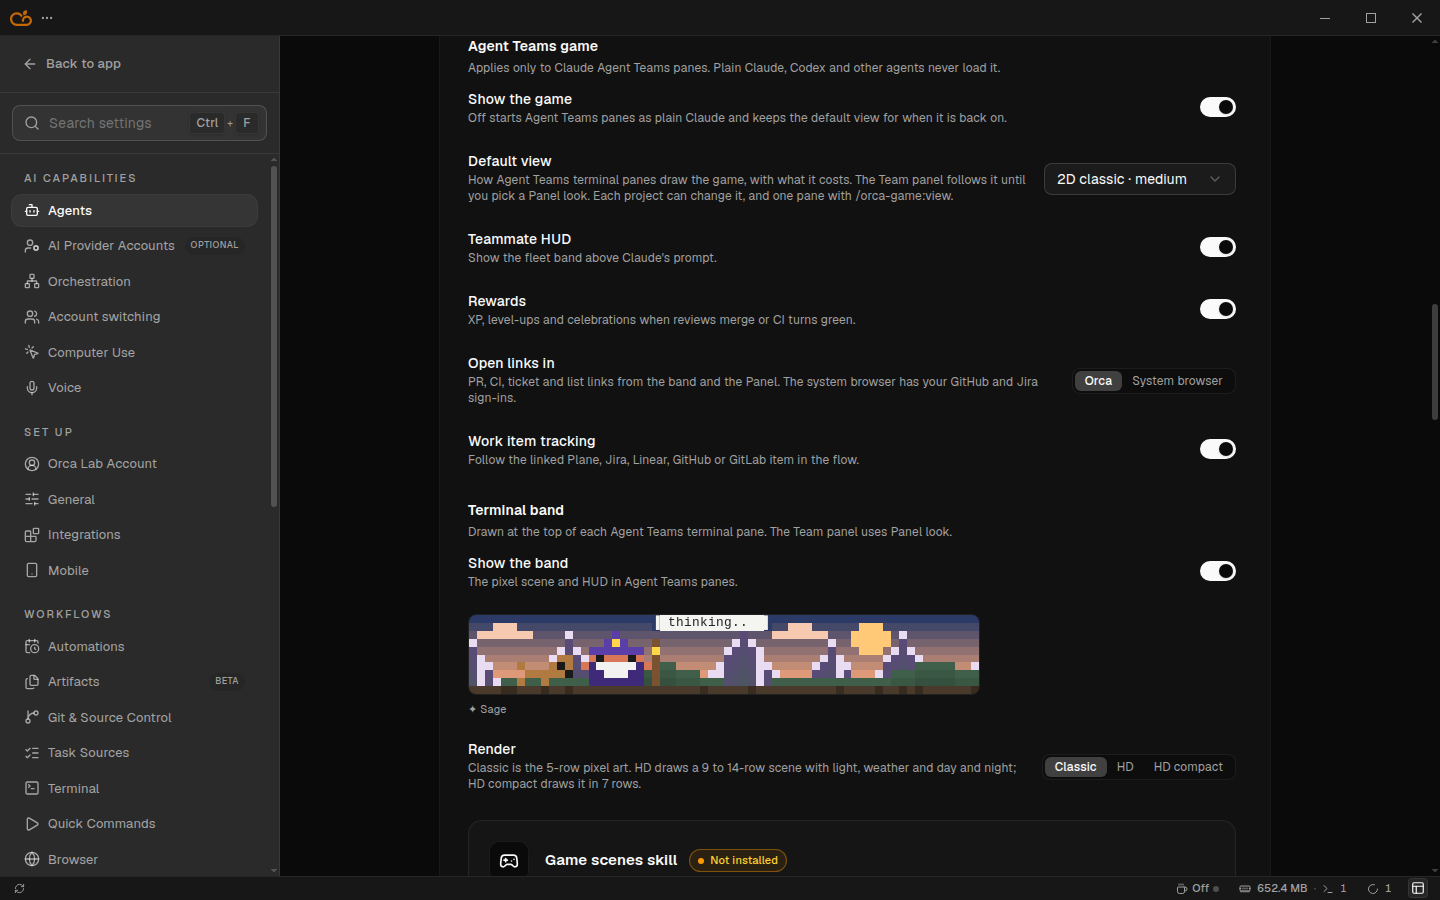 Back to app
Search settings
Ctrl + F
AI CAPABILITIES
Agents
AI Provider Accounts OPTIONAL
Orchestration
Account switching
Computer Use
Voice
SET UP
Orca Lab Account
General
Integrations
Mobile
WORKFLOWS
Automations
Artifacts BETA
Git & Source Control
Task Sources
Terminal
Quick Commands
Browser
Agent Teams game
Applies only to Claude Agent Teams panes. Plain Claude, Codex and other agents never load it.
Show the game
Off starts Agent Teams panes as plain Claude and keeps the default view for when it is back on.
Default view
How Agent Teams terminal panes draw the game, with what it costs. The Team panel follows it until
you pick a Panel look. Each project can change it, and one pane with /orca-game:view.
2D classic · medium
Teammate HUD
Show the fleet band above Claude's prompt.
Rewards
XP, level-ups and celebrations when reviews merge or CI turns green.
Open links in
PR, CI, ticket and list links from the band and the Panel. The system browser has your GitHub and Jira
sign-ins.
Orca System browser
Work item tracking
Follow the linked Plane, Jira, Linear, GitHub or GitLab item in the flow.
Terminal band
Drawn at the top of each Agent Teams terminal pane. The Team panel uses Panel look.
Show the band
The pixel scene and HUD in Agent Teams panes.
thinking..
✦ Sage
Render
Classic is the 5-row pixel art. HD draws a 9 to 14-row scene with light, weather and day and night;
HD compact draws it in 7 rows.
Classic HD HD compact
Game scenes skill Not installed
Off 652.4 MB · 1 1